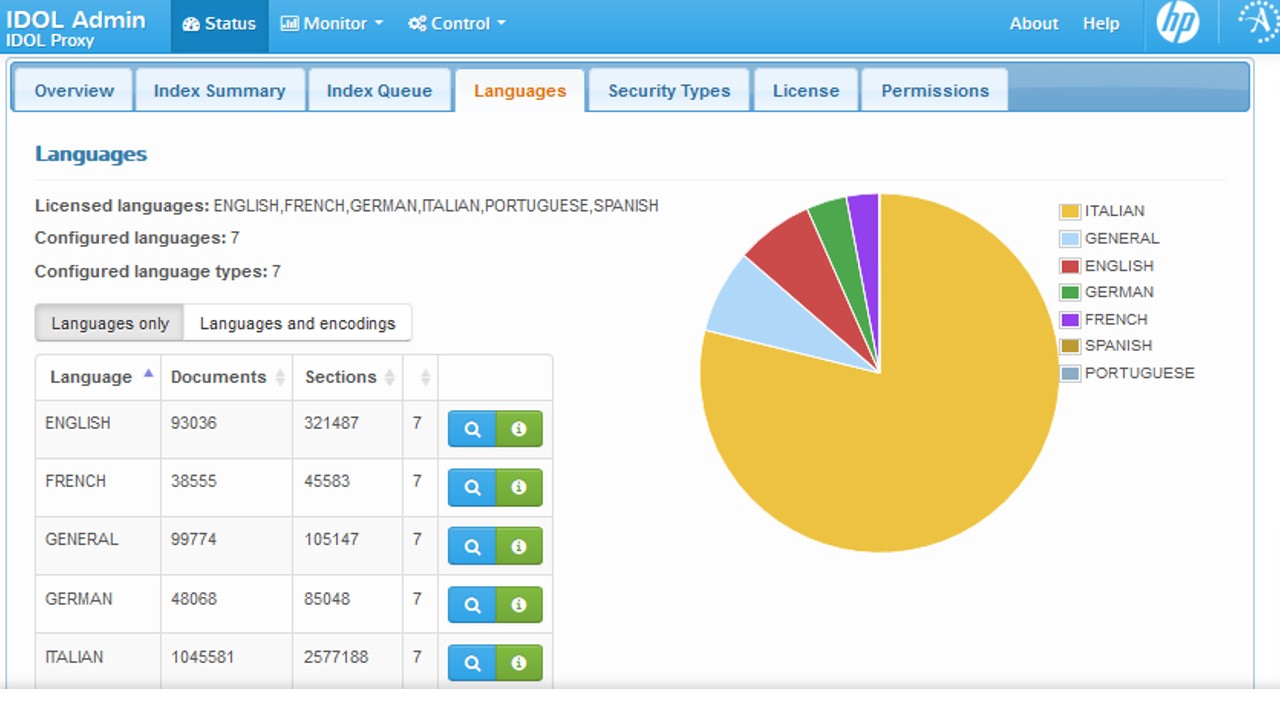 IDOL Admin
IDOL Proxy
Status
Monitor
Control
About
Help
hp
Overview
Index Summary
Index Queue
Languages
Security Types
License
Permissions
Languages
Licensed languages: ENGLISH,FRENCH,GERMAN,ITALIAN,PORTUGUESE,SPANISH
Configured languages: 7
Configured language types: 7
Languages only
Languages and encodings
Language Documents Sections
ENGLISH 93036 321487 7
FRENCH 38555 45583 7
GENERAL 99774 105147 7
GERMAN 48068 85048 7
ITALIAN 1045581 2577188 7
ITALIAN
GENERAL
ENGLISH
GERMAN
FRENCH
SPANISH
PORTUGUESE